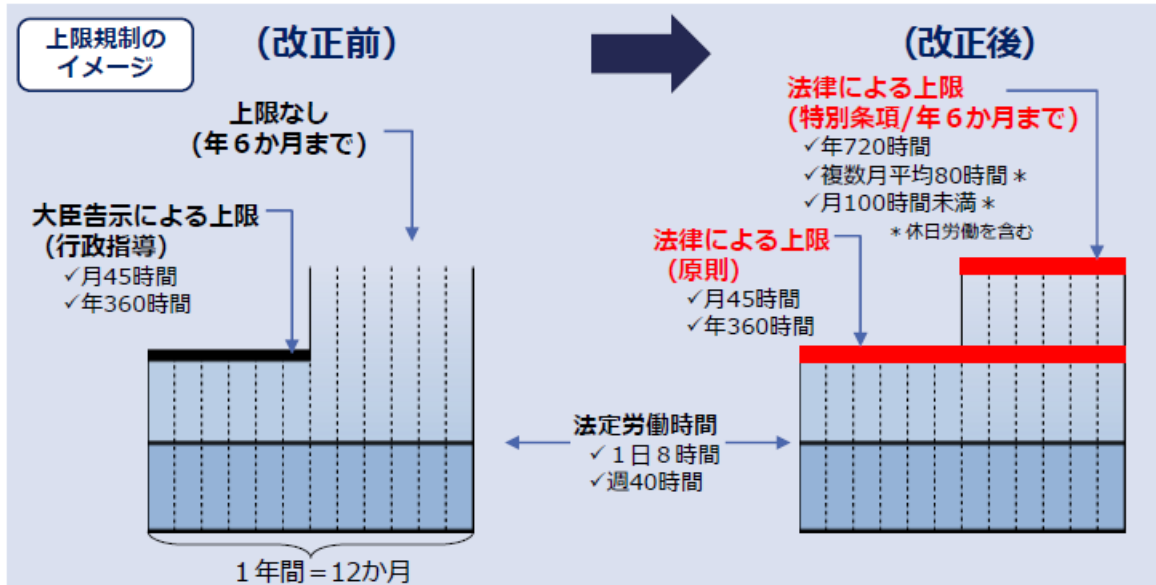 上限規制の
イメージ
(改正前)
(改正後)
上限なし
(年６か月まで)
大臣告示による上限
(行政指導)
✓月45時間
✓年360時間
法律による上限
(特別条項/年６か月まで)
✓年720時間
✓複数月平均80時間＊
✓月100時間未満＊
＊休日労働を含む
法律による上限
(原則)
✓月45時間
✓年360時間
法定労働時間
✓１日８時間
✓週40時間
１年間＝12か月